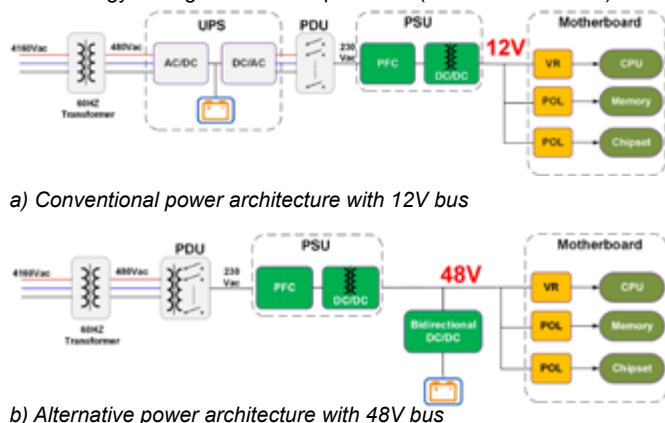 UPS
PDU
PSU
Motherboard
4160Vac
480Vac
AC/DC
DC/AC
230
Vac
PFC
DC/DC
12V
VR
CPU
POL
Memory
POL
Chipset
60HZ
Transformer
a) Conventional power architecture with 12V bus
PDU
PSU
Motherboard
4160Vac
480Vac
230
Vac
PFC
DC/DC
48V
VR
CPU
Bidirectional
DC/DC
POL
Memory
POL
Chipset
60HZ
Transformer
b) Alternative power architecture with 48V bus